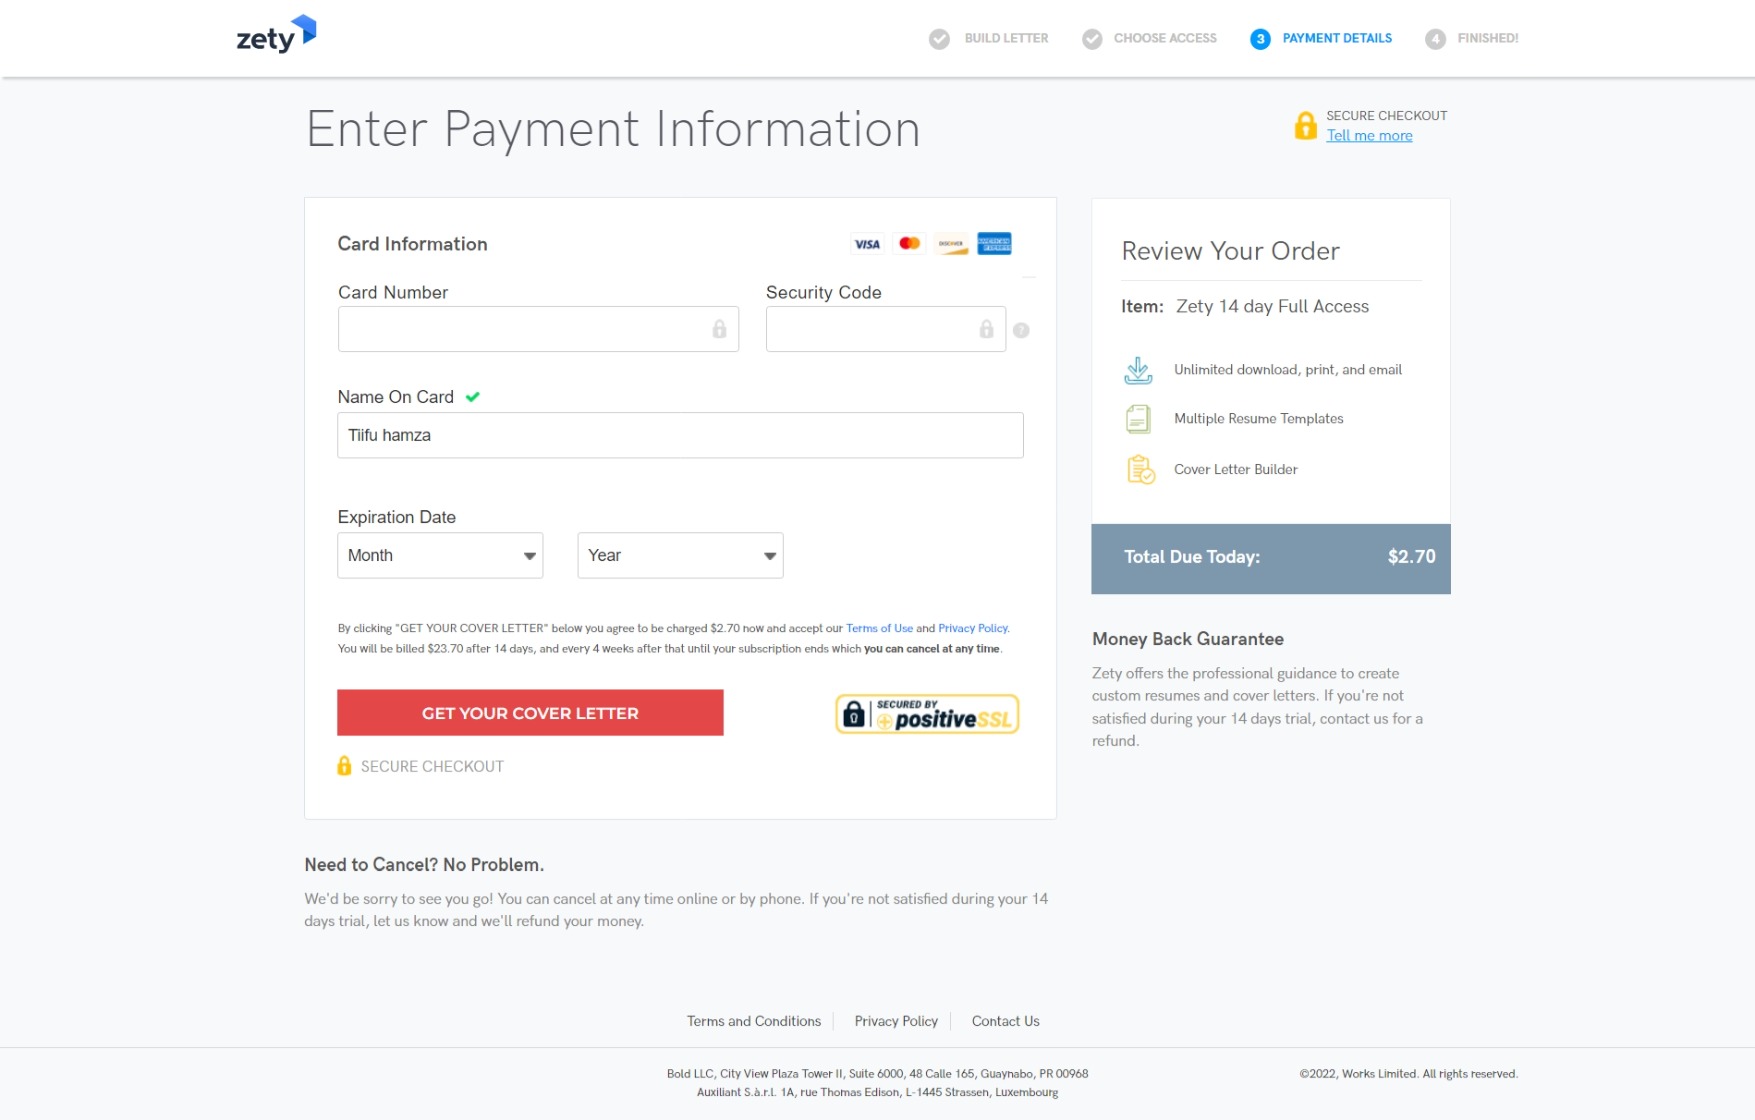 zety
BUILD LETTER
CHOOSE ACCESS
3 PAYMENT DETAILS
4 FINISHED!
Enter Payment Information
SECURE CHECKOUT
Tell me more
Card Information
VISA
DISCOVER
AMERICAN
EXPRESS
Card Number
Security Code
?
Name On Card
Tiifu hamza
Expiration Date
Month
Year
By clicking "GET YOUR COVER LETTER" below you agree to be charged $2.70 now and accept our Terms of Use and Privacy Policy.
You will be billed $23.70 after 14 days, and every 4 weeks after that until your subscription ends which you can cancel at any time.
GET YOUR COVER LETTER
SECURED BY
positiveSSL
SECURE CHECKOUT
Review Your Order
Item: Zety 14 day Full Access
Unlimited download, print, and email
Multiple Resume Templates
Cover Letter Builder
Total Due Today: $2.70
Money Back Guarantee
Zety offers the professional guidance to create
custom resumes and cover letters. If you're not
satisfied during your 14 days trial, contact us for a
refund.
Need to Cancel? No Problem.
We'd be sorry to see you go! You can cancel at any time online or by phone. If you're not satisfied during your 14
days trial, let us know and we'll refund your money.
Terms and Conditions
Privacy Policy
Contact Us
Bold LLC, City View Plaza Tower II, Suite 6000, 48 Calle 165, Guaynabo, PR 00968
Auxiliant S.à.r.l. 1A, rue Thomas Edison, L-1445 Strassen, Luxembourg
©2022, Works Limited. All rights reserved.